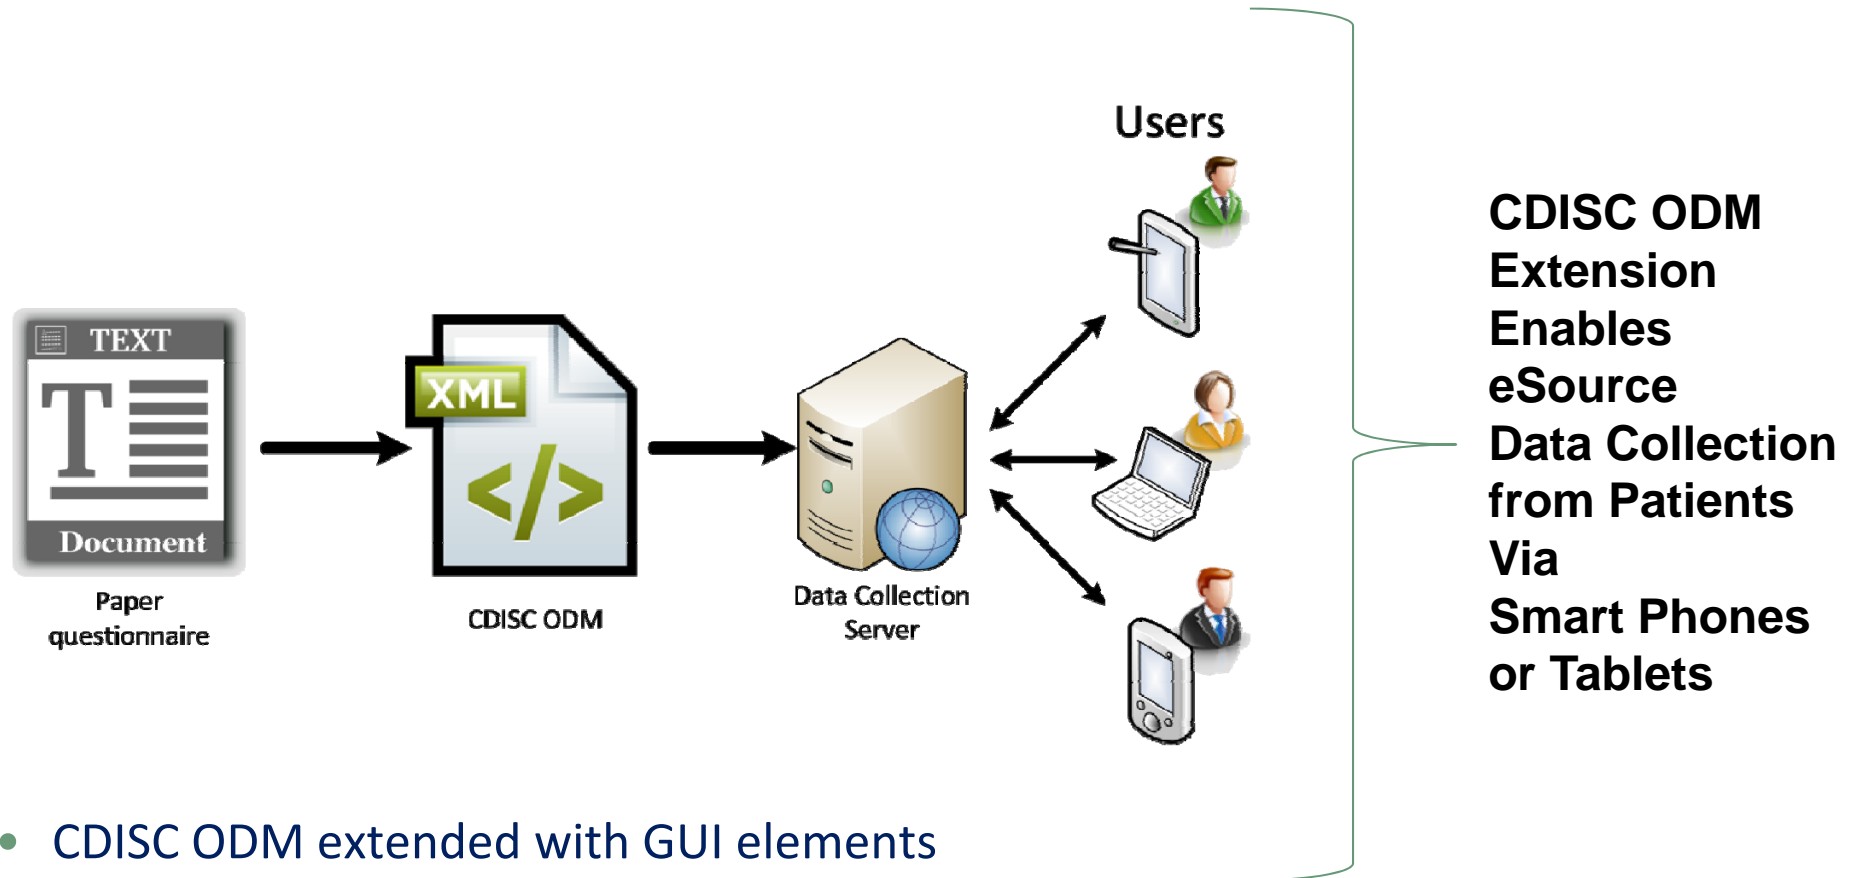 Users
TEXT
T
Document
Paper
questionnaire
XML
</>
CDISC ODM
Data Collection
Server
CDISC ODM
Extension
Enables
eSource
Data Collection
from Patients
Via
Smart Phones
or Tablets
• CDISC ODM extended with GUI elements